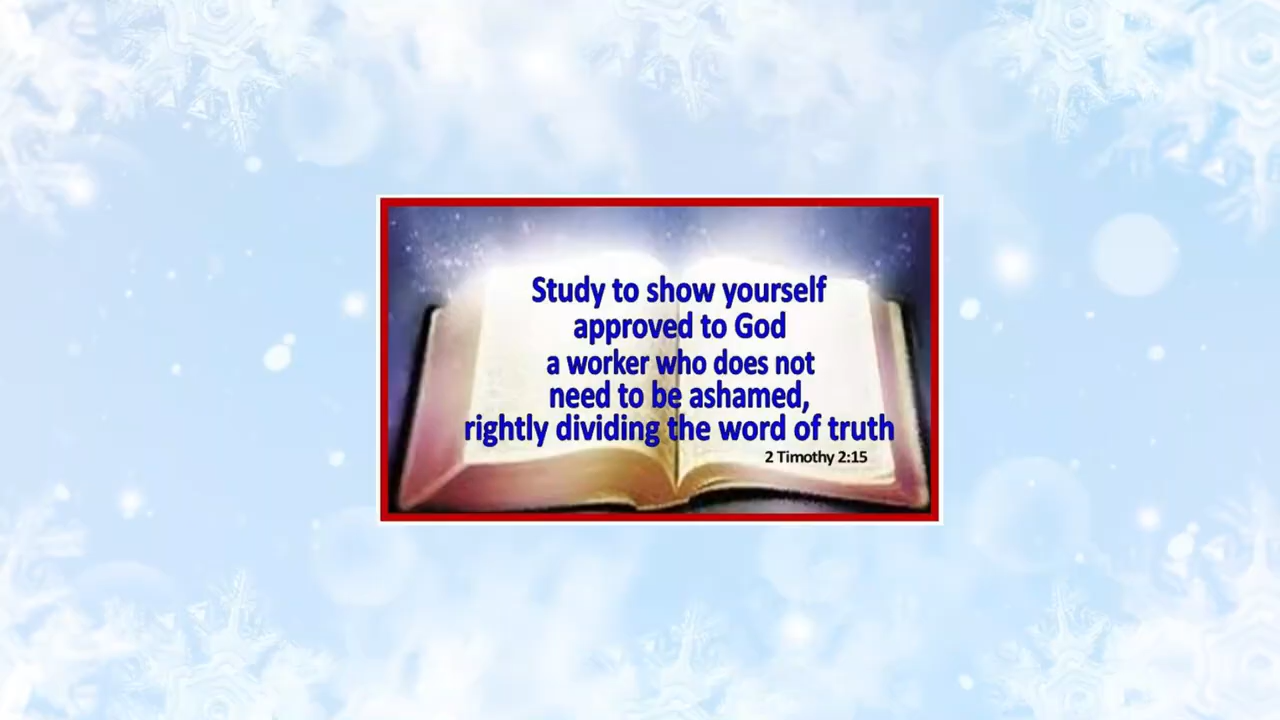 Study to show yourself
approved to God
a worker who does not
need to be ashamed,
rightly dividing the word of truth
2 Timothy 2:15